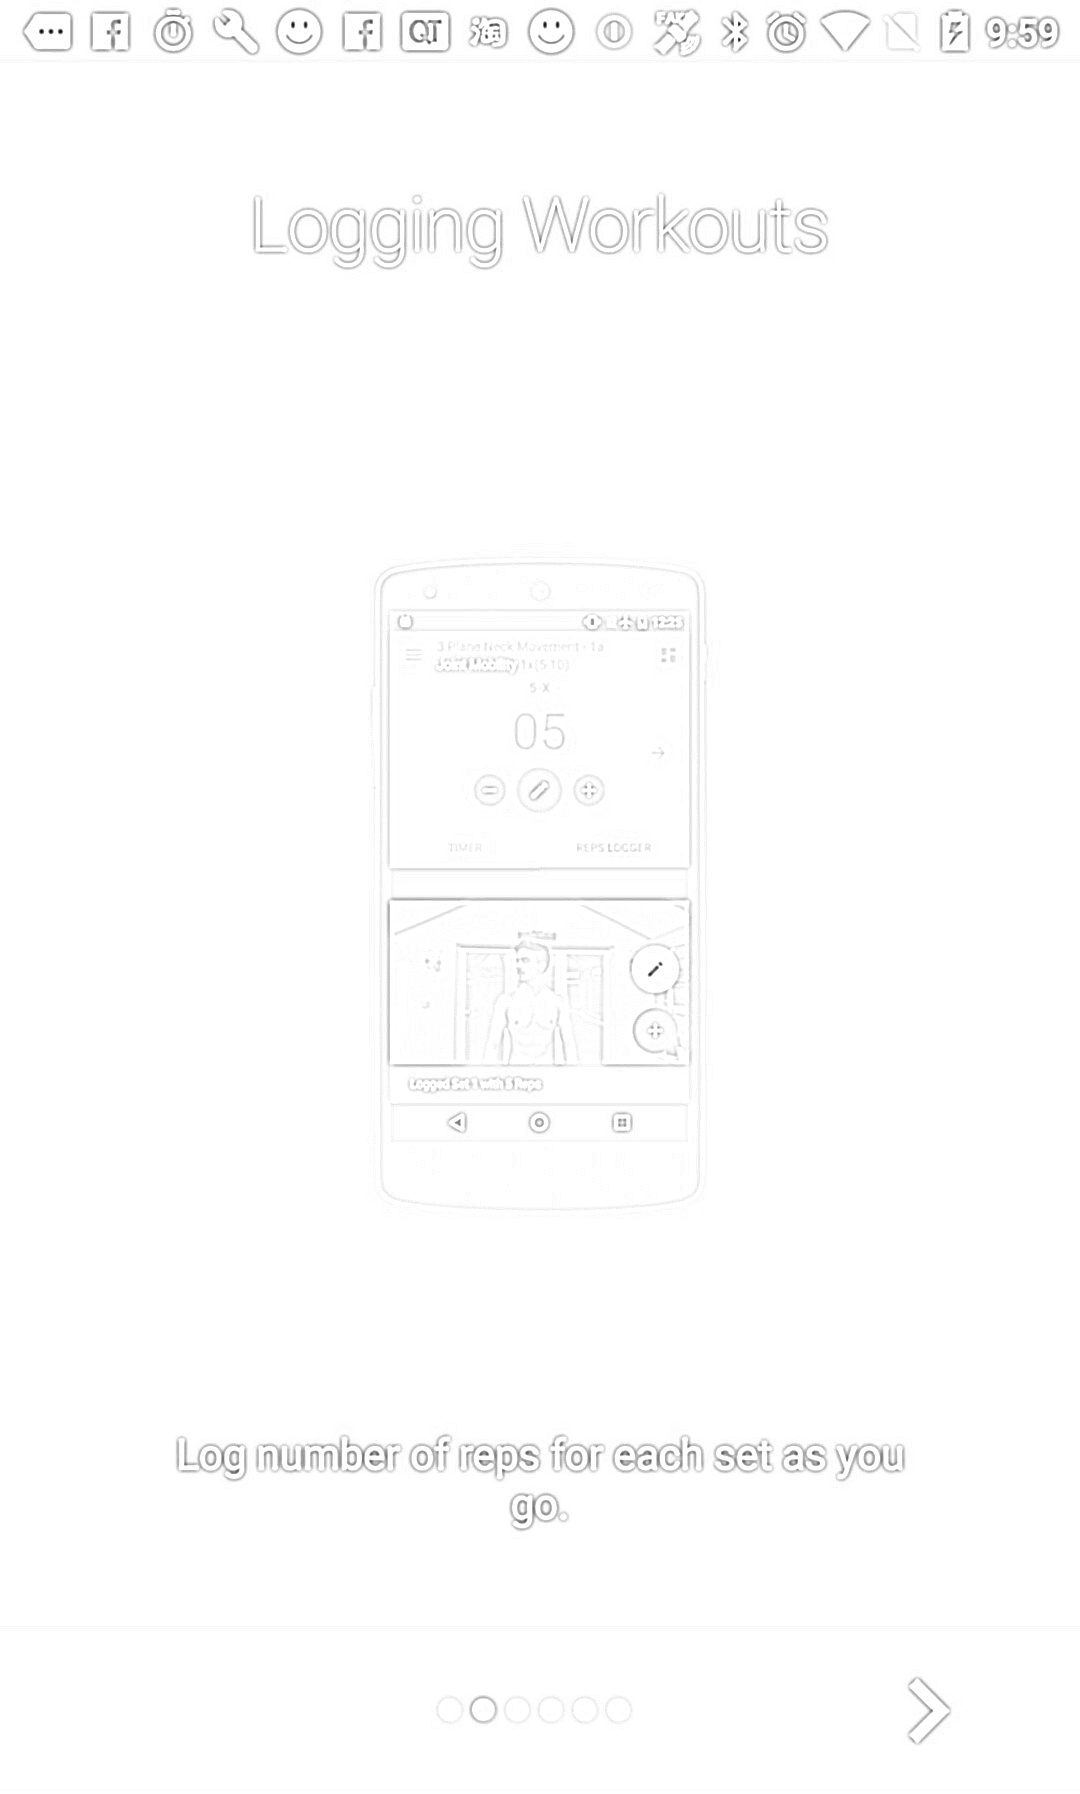 QT 淘 FAKE 9:59
Logging Workouts
12:25
3 Plane Neck Movement - 1a
Joint Mobility 1x(5-10)
5 X
05
TIMER REPS LOGGER
Logged Set 1 with 5 Reps
Log number of reps for each set as you
go.